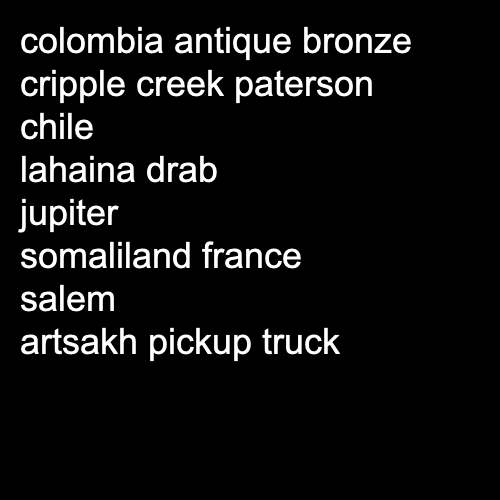 colombia antique bronze
cripple creek paterson
chile
lahaina drab
jupiter
somaliland france
salem
artsakh pickup truck